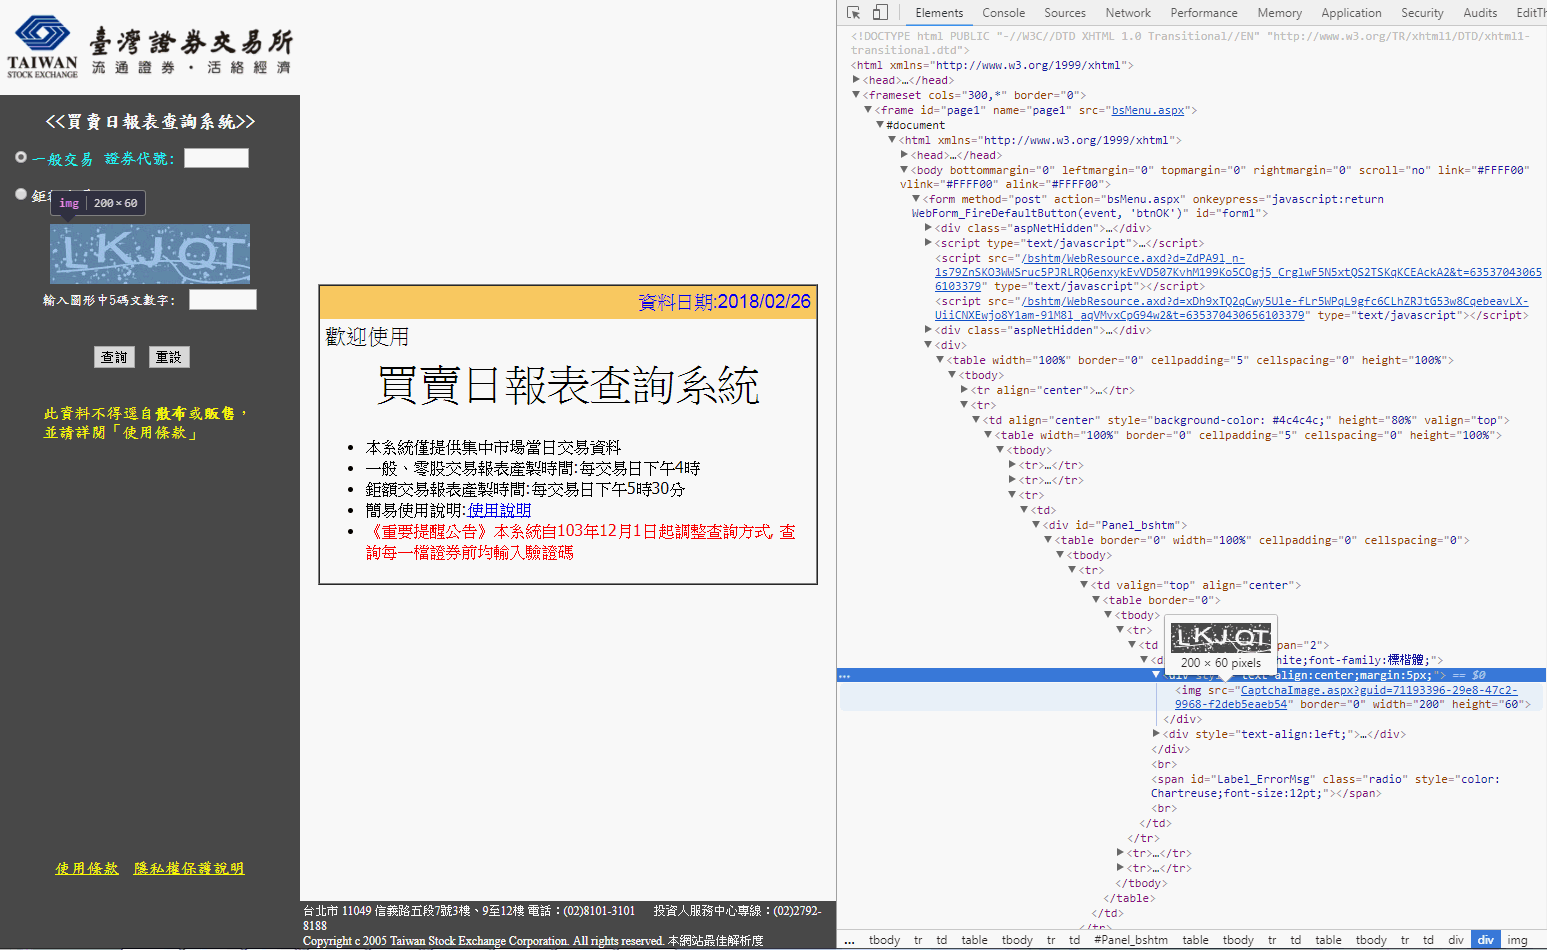 TAIWAN
STOCK EXCHANGE
臺灣證券交易所
流通證券‧活絡經濟
<<買賣日報表查詢系統>>
一般交易 證券代號:
鉅
img 200×60
LKJQT
輸入圖形中5碼文數字:
查詢 重設
此資料不得逕自散布或販售，
並請詳閱「使用條款」
使用條款 隱私權保護說明
資料日期:2018/02/26
歡迎使用
買賣日報表查詢系統
本系統僅提供集中市場當日交易資料
一般、零股交易報表產製時間:每交易日下午4時
鉅額交易報表產製時間:每交易日下午5時30分
簡易使用說明:使用說明
《重要提醒公告》本系統自103年12月1日起調整查詢方式, 查
詢每一檔證券前均輸入驗證碼
台北市 11049 信義路五段7號3樓、9至12樓 電話：(02)8101-3101 投資人服務中心專線：(02)2792-
8188
Copyright c 2005 Taiwan Stock Exchange Corporation. All rights reserved. 本網站最佳解析度
Elements Console Sources Network Performance Memory Application Security Audits EditTh
<!DOCTYPE html PUBLIC "-//W3C//DTD XHTML 1.0 Transitional//EN" "http://www.w3.org/TR/xhtml1/DTD/xhtml1-
transitional.dtd">
<html xmlns="http://www.w3.org/1999/xhtml">
<head>…</head>
<frameset cols="300,*" border="0">
<frame id="page1" name="page1" src="bsMenu.aspx">
#document
<html xmlns="http://www.w3.org/1999/xhtml">
<head>…</head>
<body bottommargin="0" leftmargin="0" topmargin="0" rightmargin="0" scroll="no" link="#FFFF00"
vlink="#FFFF00" alink="#FFFF00">
<form method="post" action="bsMenu.aspx" onkeypress="javascript:return
WebForm_FireDefaultButton(event, 'btnOK')" id="form1">
<div class="aspNetHidden">…</div>
<script type="text/javascript">…</script>
<script src="/bshtm/WebResource.axd?d=ZdPA9l_n-
1s79ZnSKO3WWSruc5PJRLRQ6enxykEvVD507KvhM199Ko5COgj5_CrglwF5N5xtQS2TSKqKCEAckA2&t=63537043065
6103379" type="text/javascript"></script>
<script src="/bshtm/WebResource.axd?d=xDh9xTQ2qCwy5Ule-fLr5WPqL9gfc6CLhZRJtG53w8CqebeavLX-
UiiCNXEwjo8Y1am-91M8l_aqVMvxCpG94w2&t=635370430656103379" type="text/javascript"></script>
<div class="aspNetHidden">…</div>
<div>
<table width="100%" border="0" cellpadding="5" cellspacing="0" height="100%">
<tbody>
<tr align="center">…</tr>
<tr>
<td align="center" style="background-color: #4c4c4c;" height="80%" valign="top">
<table width="100%" border="0" cellpadding="5" cellspacing="0" height="100%">
<tbody>
<tr>…</tr>
<tr>…</tr>
<tr>
<td>
<div id="Panel_bshtm">
<table border="0" width="100%" cellpadding="0" cellspacing="0">
<tbody>
<tr>
<td valign="top" align="center">
<table border="0">
<tbody>
<tr>
<td pan="2">
<d hite;font-family:標楷體;">
LKJQT
200 × 60 pixels
<div style="text-align:center;margin:5px;"> == $0
<img src="CaptchaImage.aspx?guid=71193396-29e8-47c2-
9968-f2deb5eaeb54" border="0" width="200" height="60">
</div>
<div style="text-align:left;">…</div>
</div>
<br>
<span id="Label_ErrorMsg" class="radio" style="color:
Chartreuse;font-size:12pt;"></span>
<br>
</td>
</tr>
<tr>…</tr>
<tr>…</tr>
</tbody>
</table>
</td>
</tr>
... tbody tr td table tbody tr td #Panel_bshtm table tbody tr td table tbody tr td div div img